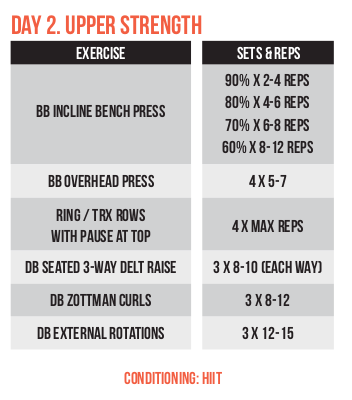 DAY 2. UPPER STRENGTH
EXERCISE
SETS & REPS
BB INCLINE BENCH PRESS
90% X 2-4 REPS
80% X 4-6 REPS
70% X 6-8 REPS
60% X 8-12 REPS
BB OVERHEAD PRESS
4 X 5-7
RING / TRX ROWS
WITH PAUSE AT TOP
4 X MAX REPS
DB SEATED 3-WAY DELT RAISE
3 X 8-10 (EACH WAY)
DB ZOTTMAN CURLS
3 X 8-12
DB EXTERNAL ROTATIONS
3 X 12-15
CONDITIONING: HIIT